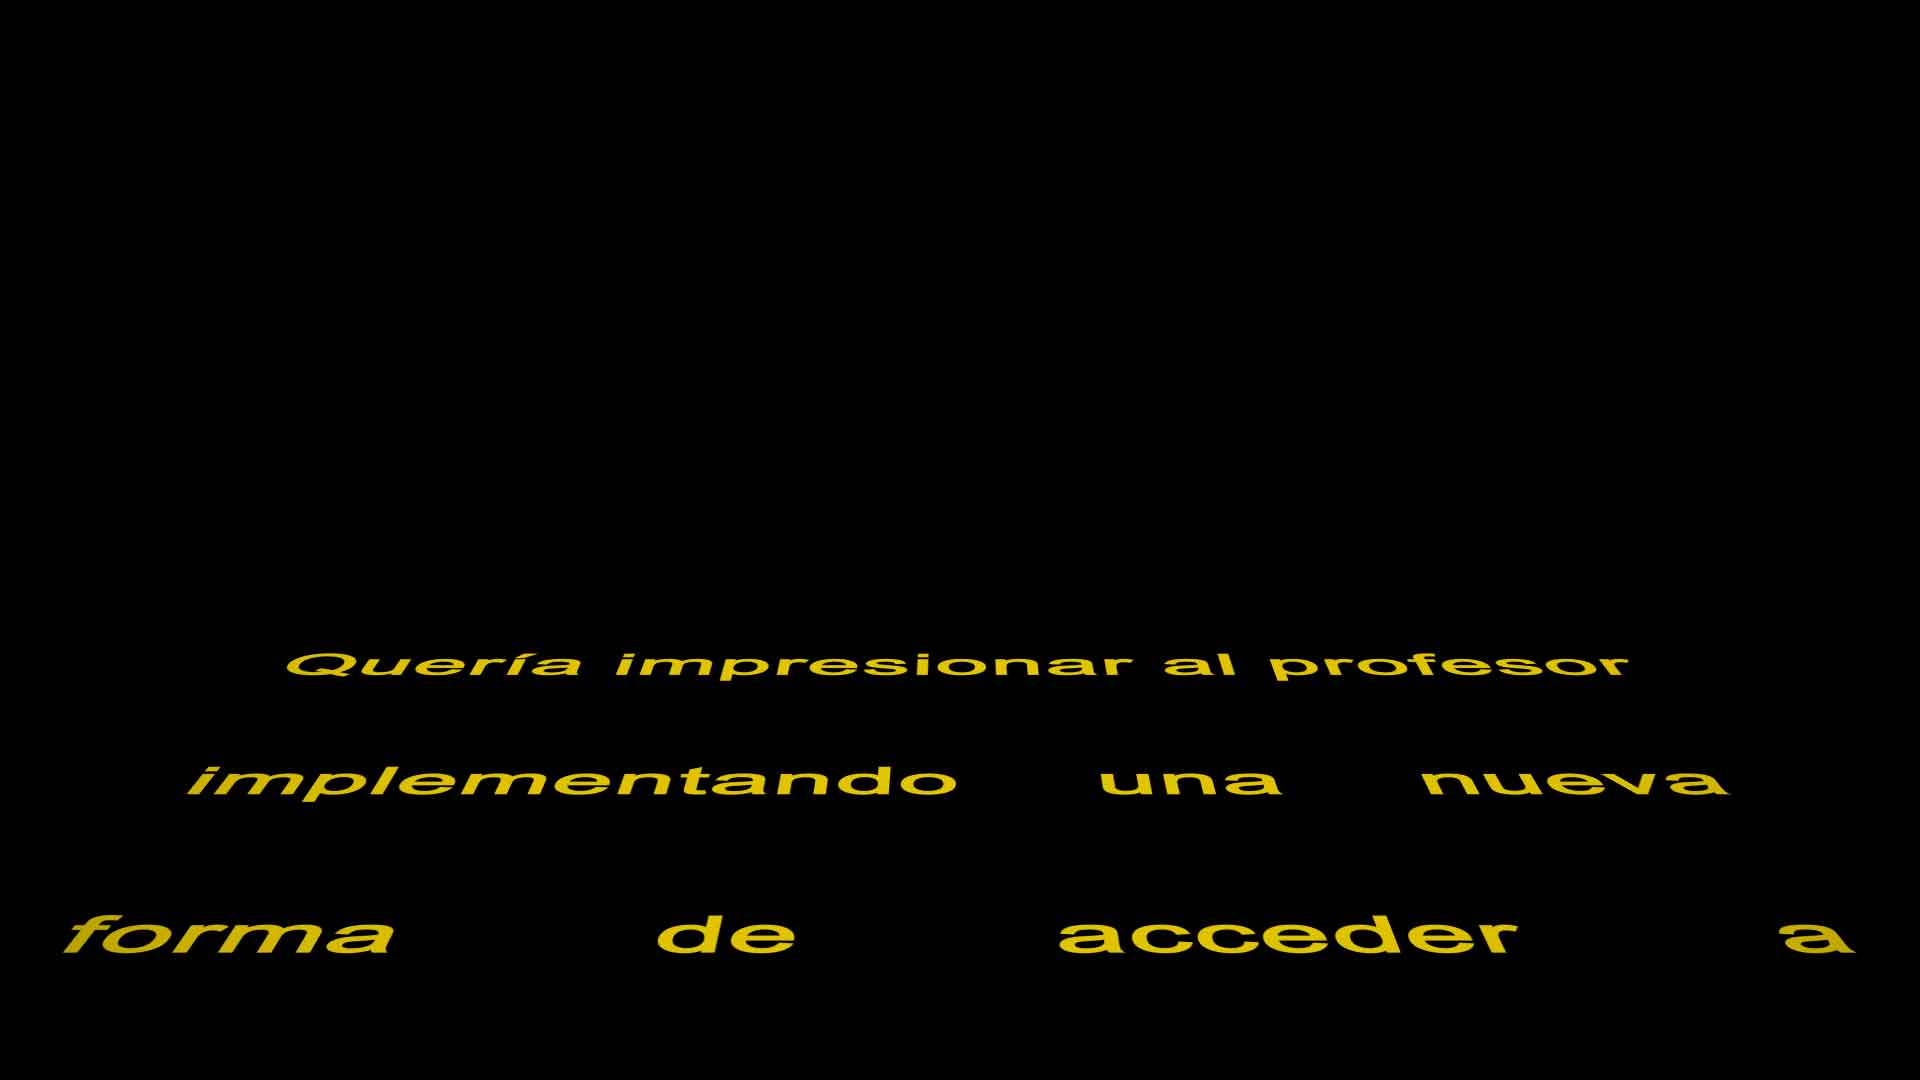 Quería impresionar al profesor
implementando una nueva
forma de acceder a